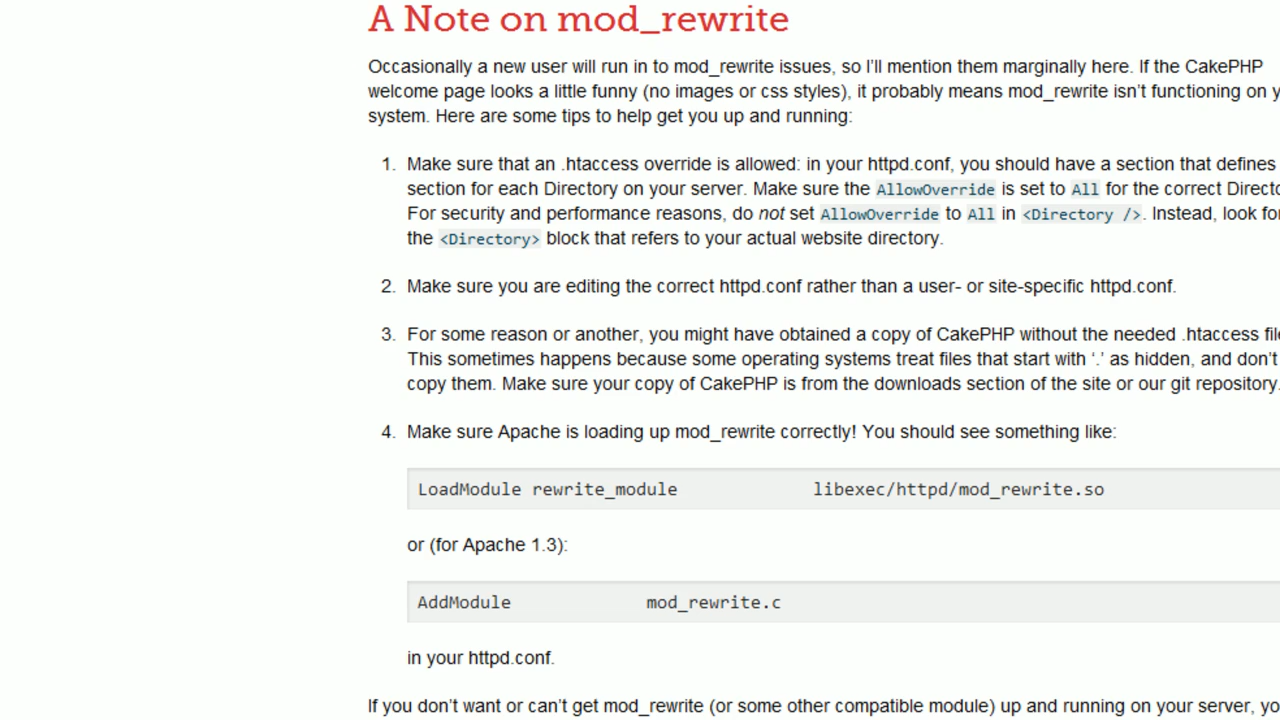 A Note on mod_rewrite
Occasionally a new user will run in to mod_rewrite issues, so I'll mention them marginally here. If the CakePHP
welcome page looks a little funny (no images or css styles), it probably means mod_rewrite isn't functioning on
system. Here are some tips to help get you up and running:
1. Make sure that an .htaccess override is allowed: in your httpd.conf, you should have a section that defines
section for each Directory on your server. Make sure the AllowOverride is set to All for the correct
For security and performance reasons, do not set AllowOverride to All in <Directory />. Instead, look for
the <Directory> block that refers to your actual website directory.
2. Make sure you are editing the correct httpd.conf rather than a user- or site-specific httpd.conf.
3. For some reason or another, you might have obtained a copy of CakePHP without the needed .htaccess
This sometimes happens because some operating systems treat files that start with '.' as hidden, and don't
copy them. Make sure your copy of CakePHP is from the downloads section of the site or our git repository.
4. Make sure Apache is loading up mod_rewrite correctly! You should see something like:
LoadModule rewrite_module libexec/httpd/mod_rewrite.so
or (for Apache 1.3):
AddModule mod_rewrite.c
in your httpd.conf.
If you don't want or can't get mod_rewrite (or some other compatible module) up and running on your server,